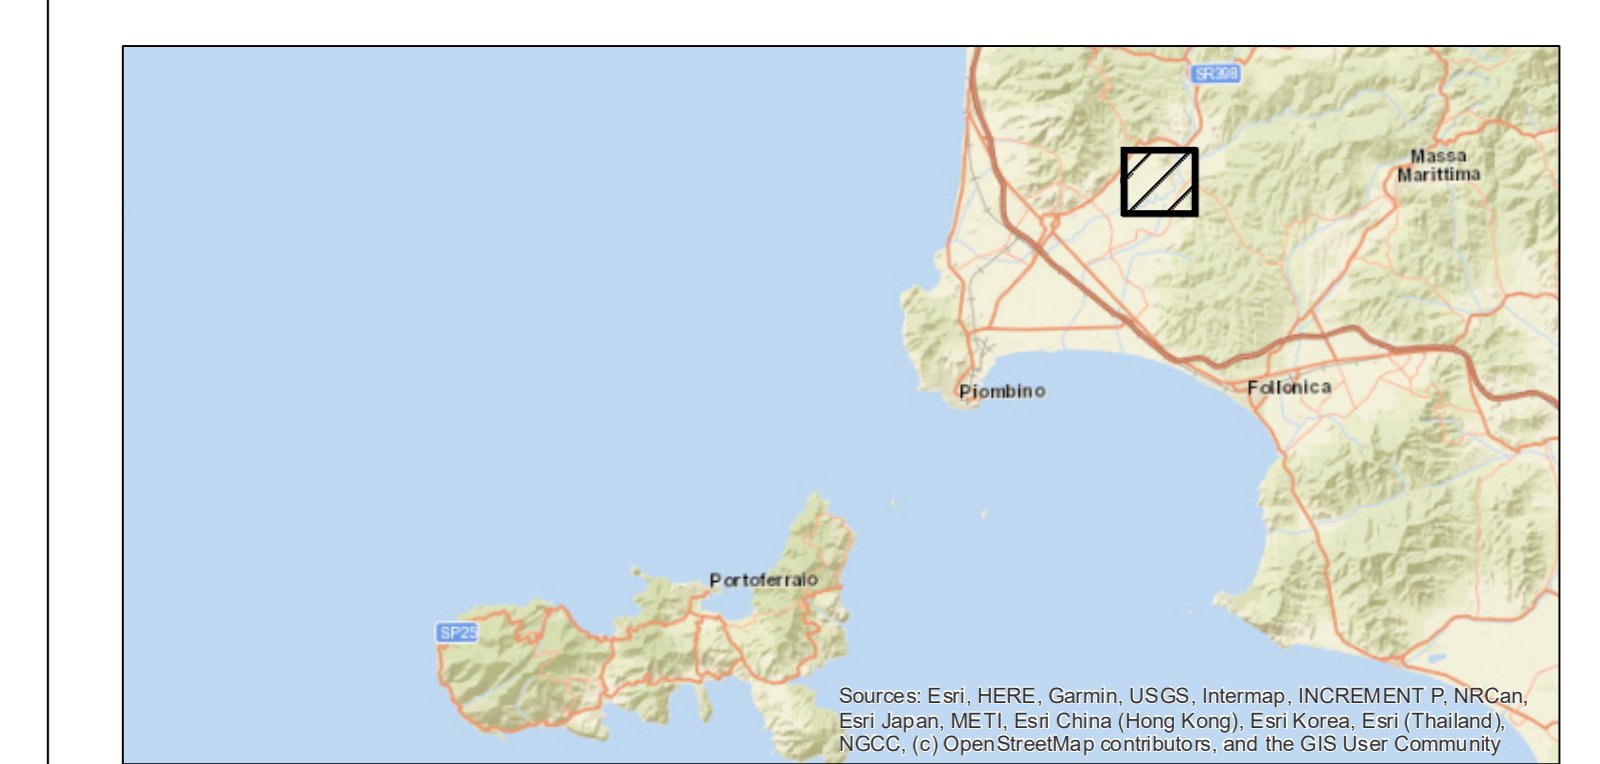 SR398
Massa
Marittima
Piombino
Follonica
Portoferraio
SP25
Sources: Esri, HERE, Garmin, USGS, Intermap, INCREMENT P, NRCan,
Esri Japan, METI, Esri China (Hong Kong), Esri Korea, Esri (Thailand),
NGCC, (c) OpenStreetMap contributors, and the GIS User Community